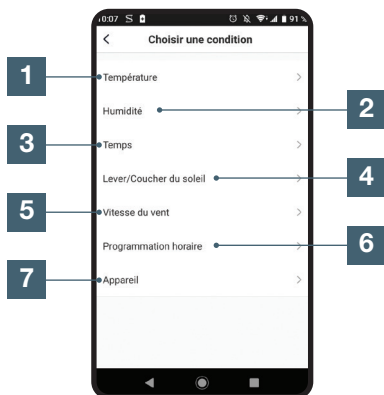 10:07 S 91%
Choisir une condition
1 Température
Humidité 2
3 Temps
Lever/Coucher du soleil 4
5 Vitesse du vent
Programmation horaire 6
7 Appareil